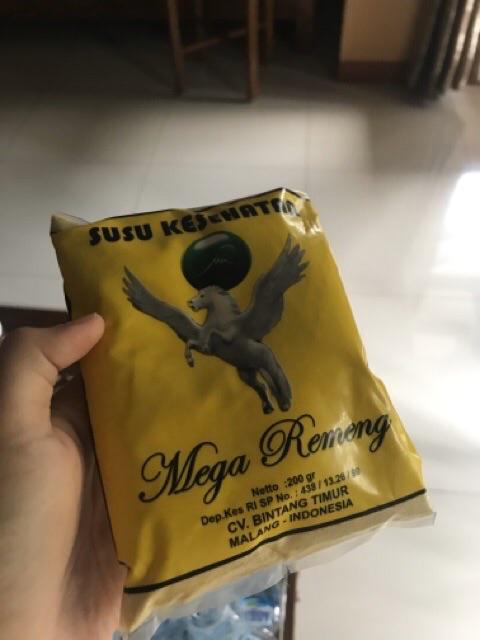 SUSU KESEHATAN
Mega Remeng
Netto :200 gr
Dep.Kes RI SP No. : 438 / 13.26 / 99
CV. BINTANG TIMUR
MALANG - INDONESIA